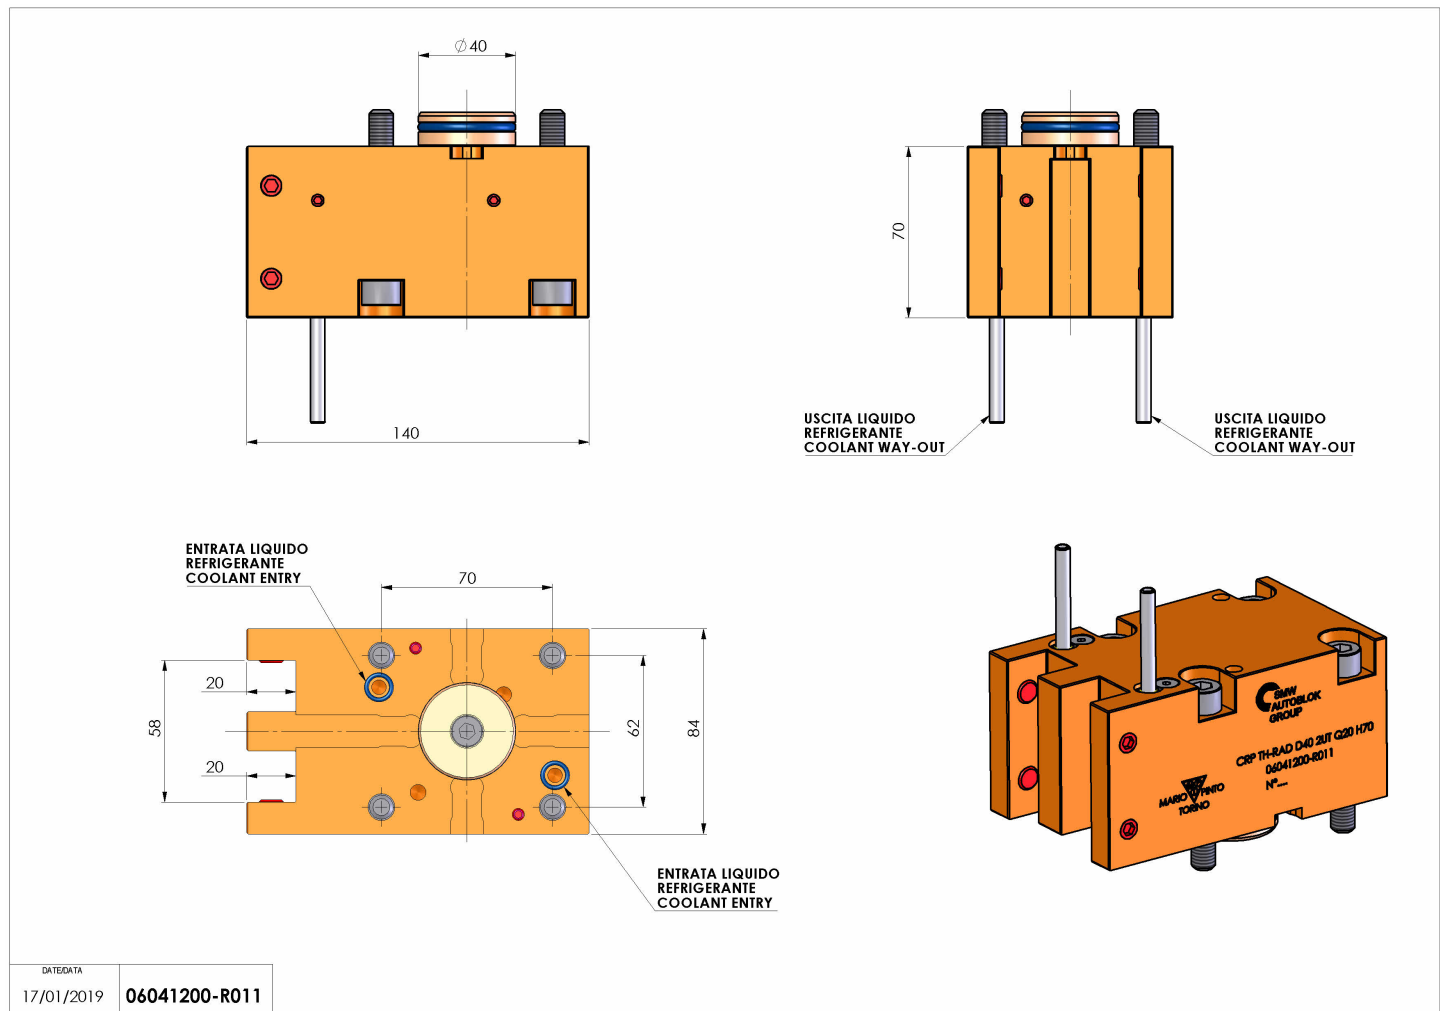 Ø40
140
70
USCITA LIQUIDO
REFRIGERANTE
COOLANT WAY-OUT
USCITA LIQUIDO
REFRIGERANTE
COOLANT WAY-OUT
ENTRATA LIQUIDO
REFRIGERANTE
COOLANT ENTRY
70
20
58
20
62
84
ENTRATA LIQUIDO
REFRIGERANTE
COOLANT ENTRY
SMW
AUTOBLOK
GROUP
CRP TH-RAD D40 2UT Q20 H70
06041200-R011
N°---
MARIO PINTO
TORINO
DATE/DATA
17/01/2019
06041200-R011